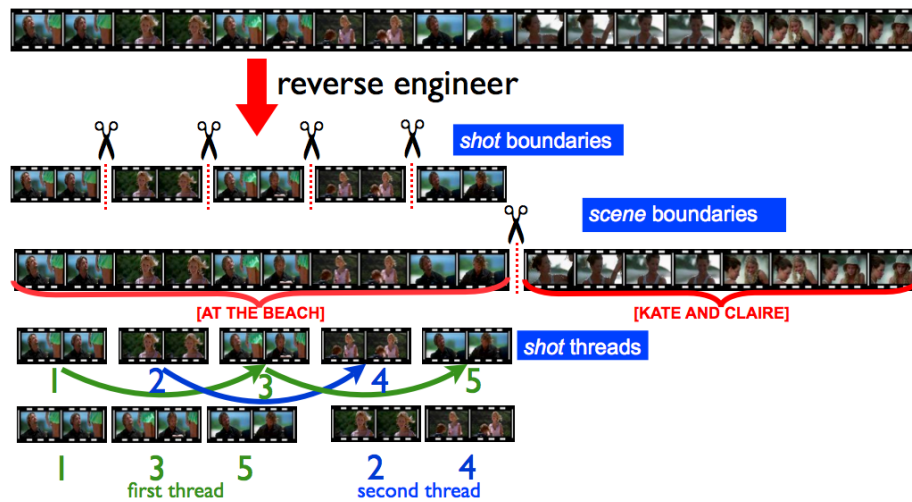 reverse engineer
shot boundaries
scene boundaries
[AT THE BEACH]
[KATE AND CLAIRE]
shot threads
1 2 3 4 5
1 3 5 2 4
first thread second thread